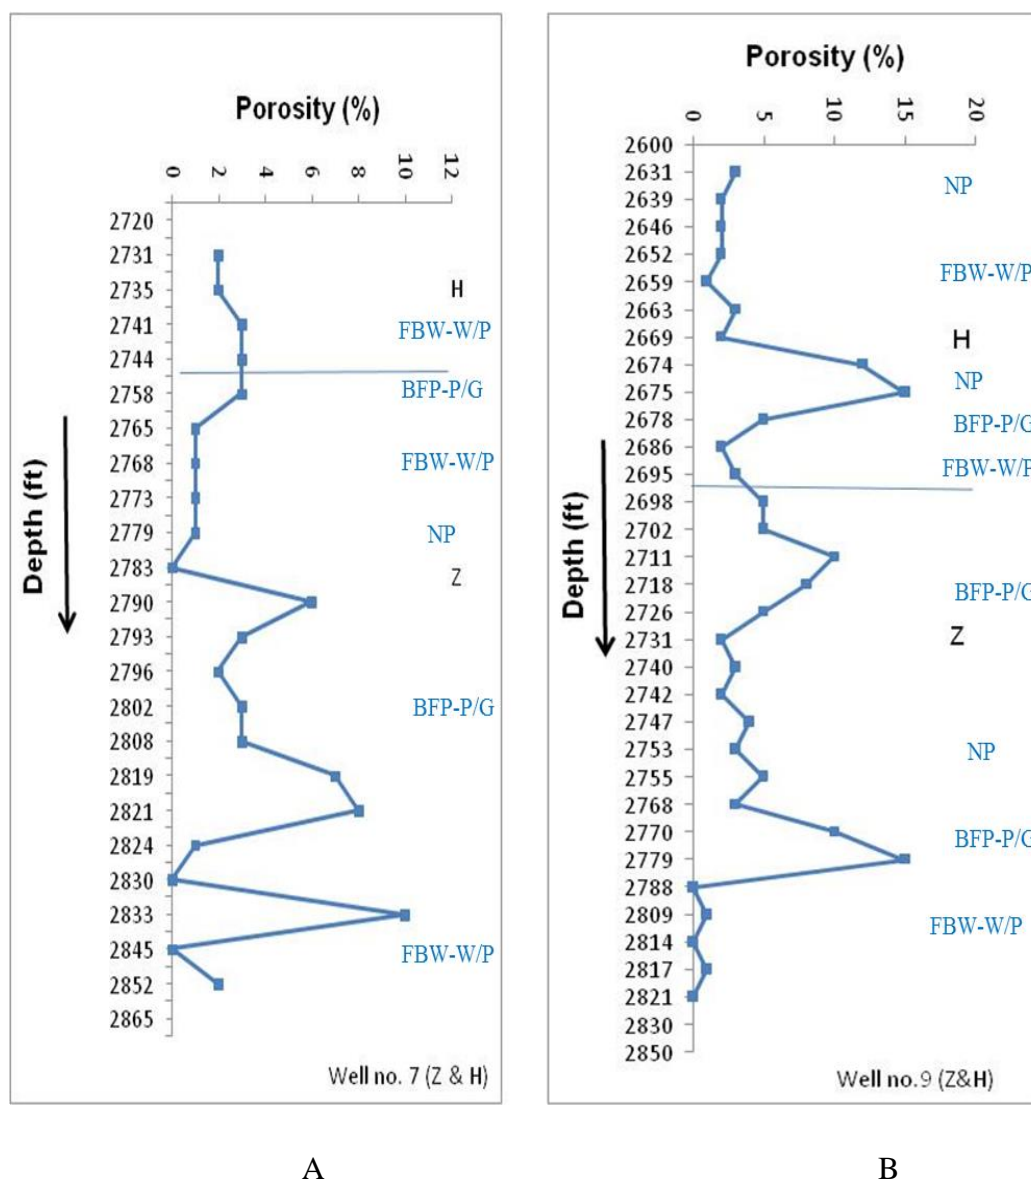 Porosity (%)
0 2 4 6 8 10 12
2720
2731
2735
H
2741
FBW-W/P
2744
2758
BFP-P/G
2765
2768
FBW-W/P
2773
2779
NP
2783
Z
2790
2793
2796
2802
BFP-P/G
2808
2819
2821
2824
2830
2833
2845
FBW-W/P
2852
2865
Depth (ft)
Well no. 7 (Z & H)
A
Porosity (%)
0 5 10 15 20
2600
2631
NP
2639
2646
2652
FBW-W/P
2659
2663
2669
H
2674
NP
2675
2678
BFP-P/G
2686
FBW-W/P
2695
2698
2702
2711
2718
BFP-P/G
2726
2731
Z
2740
2742
2747
2753
NP
2755
2768
2770
BFP-P/G
2779
2788
2809
FBW-W/P
2814
2817
2821
2830
2850
Depth (ft)
Well no.9 (Z&H)
B